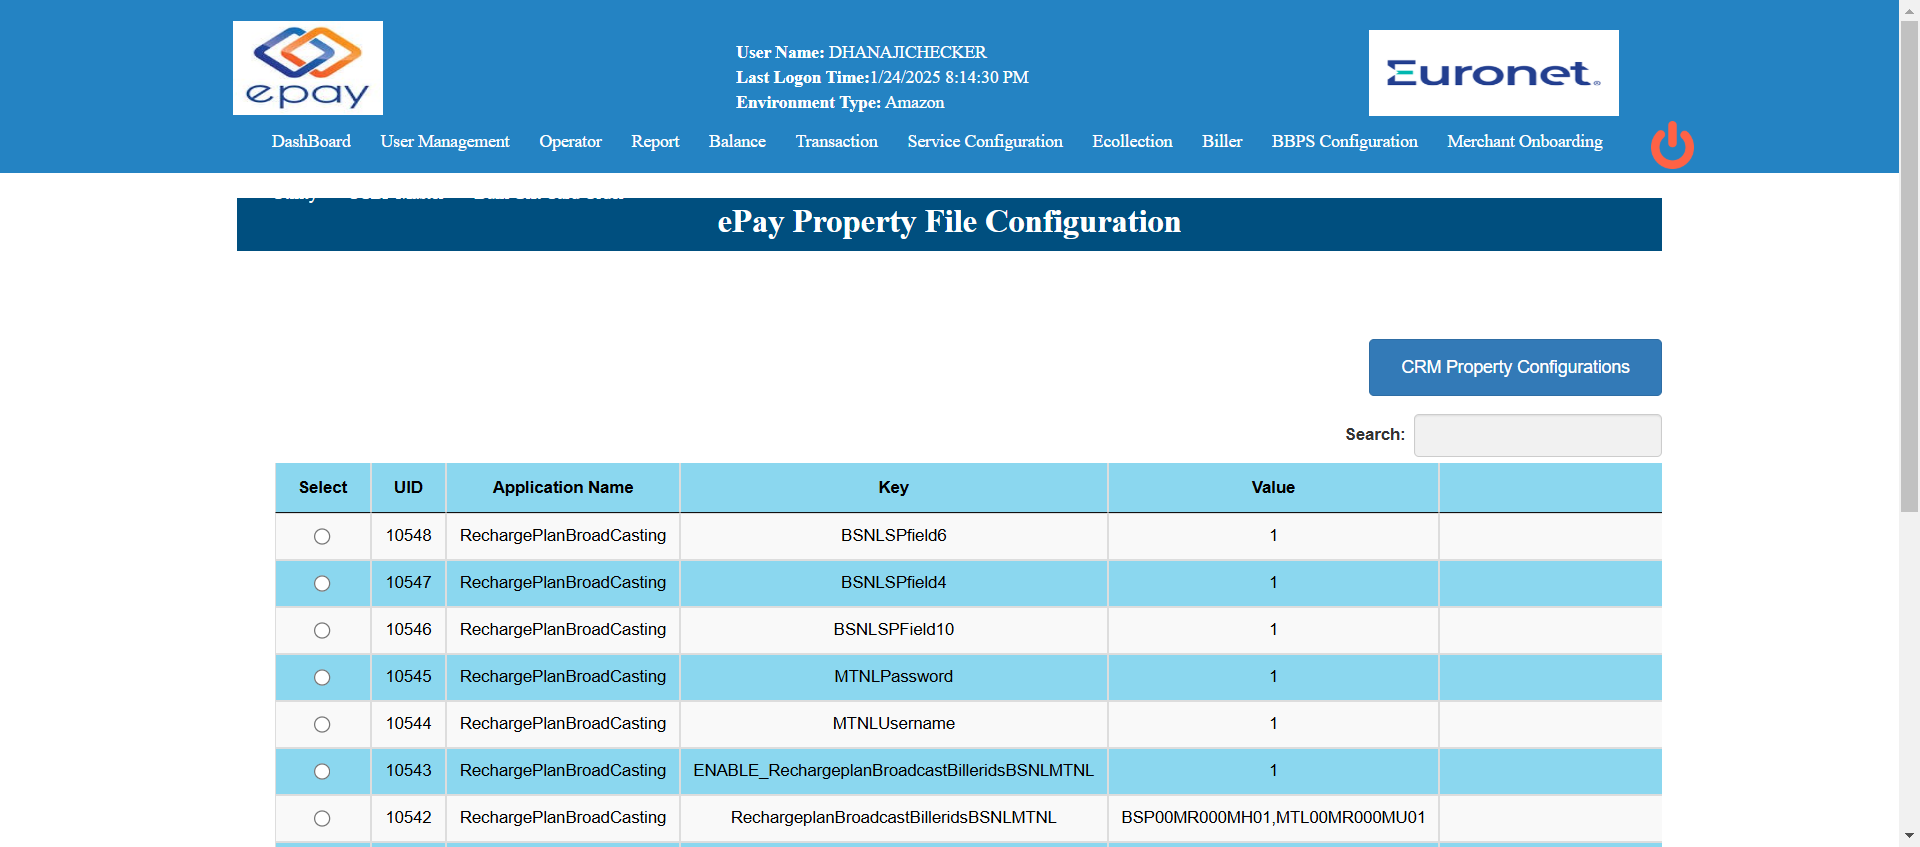 epay
User Name: DHANAJICHECKER
Last Logon Time:1/24/2025 8:14:30 PM
Environment Type: Amazon
Euronet
DashBoard User Management Operator Report Balance Transaction Service Configuration Ecollection Biller BBPS Configuration Merchant Onboarding
ePay Property File Configuration
CRM Property Configurations
Search:
Select UID Application Name Key Value
10548 RechargePlanBroadCasting BSNLSPfield6 1
10547 RechargePlanBroadCasting BSNLSPfield4 1
10546 RechargePlanBroadCasting BSNLSPField10 1
10545 RechargePlanBroadCasting MTNLPassword 1
10544 RechargePlanBroadCasting MTNLUsername 1
10543 RechargePlanBroadCasting ENABLE_RechargeplanBroadcastBilleridsBSNLMTNL 1
10542 RechargePlanBroadCasting RechargeplanBroadcastBilleridsBSNLMTNL BSP00MR000MH01,MTL00MR000MU01